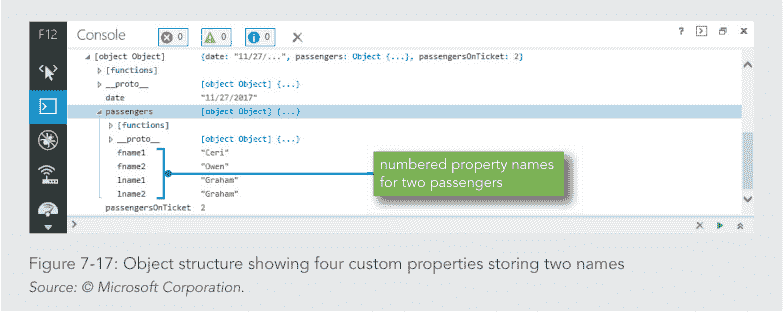 F12 Console 0 0 0 ?
[object Object] {date: "11/27/...", passengers: Object {...}, passengersOnTicket: 2}
[functions]
__proto__ [object Object] {...}
date "11/27/2017"
passengers [object Object] {...}
[functions]
__proto__ [object Object] {...}
fname1 "Ceri"
fname2 "Owen"
lname1 "Graham"
lname2 "Graham"
passengersOnTicket 2
numbered property names
for two passengers
Figure 7-17: Object structure showing four custom properties storing two names
Source: © Microsoft Corporation.